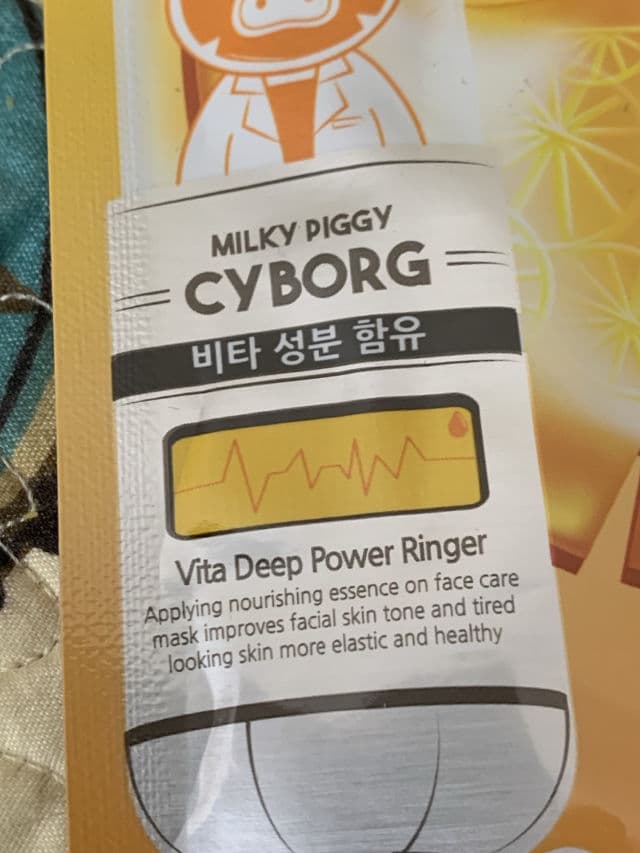 MILKY PIGGY
CYBORG
비타 성분 함유
Vita Deep Power Ringer
Applying nourishing essence on face care
mask improves facial skin tone and tired
looking skin more elastic and healthy